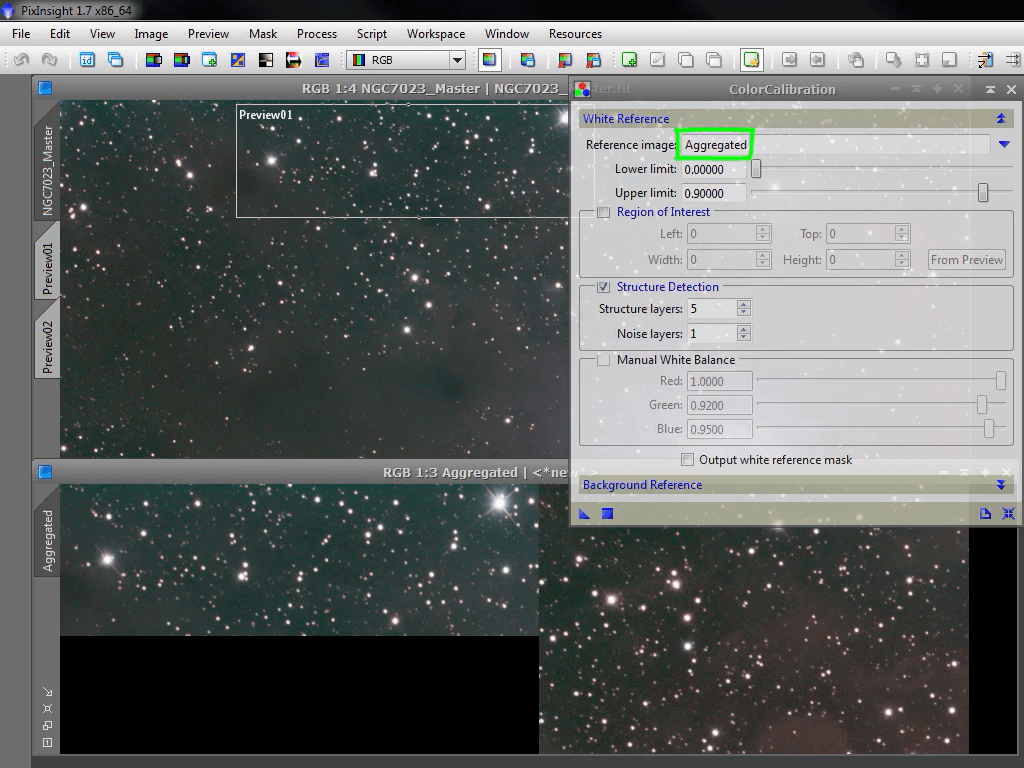 PixInsight 1.7 x86_64
File Edit View Image Preview Mask Process Script Workspace Window Resources
id RGB
RGB 1:4 NGC7023_Master | NGC7023_
ColorCalibration
Preview01
NGC7023_Master
Preview01
Preview02
White Reference
Reference image: Aggregated
Lower limit: 0.00000
Upper limit: 0.90000
Region of Interest
Left: 0 Top: 0
Width: 0 Height: 0 From Preview
Structure Detection
Structure layers: 5
Noise layers: 1
Manual White Balance
Red: 1.0000
Green: 0.9200
Blue: 0.9500
Output white reference mask
Background Reference
RGB 1:3 Aggregated | <*new*>
Aggregated